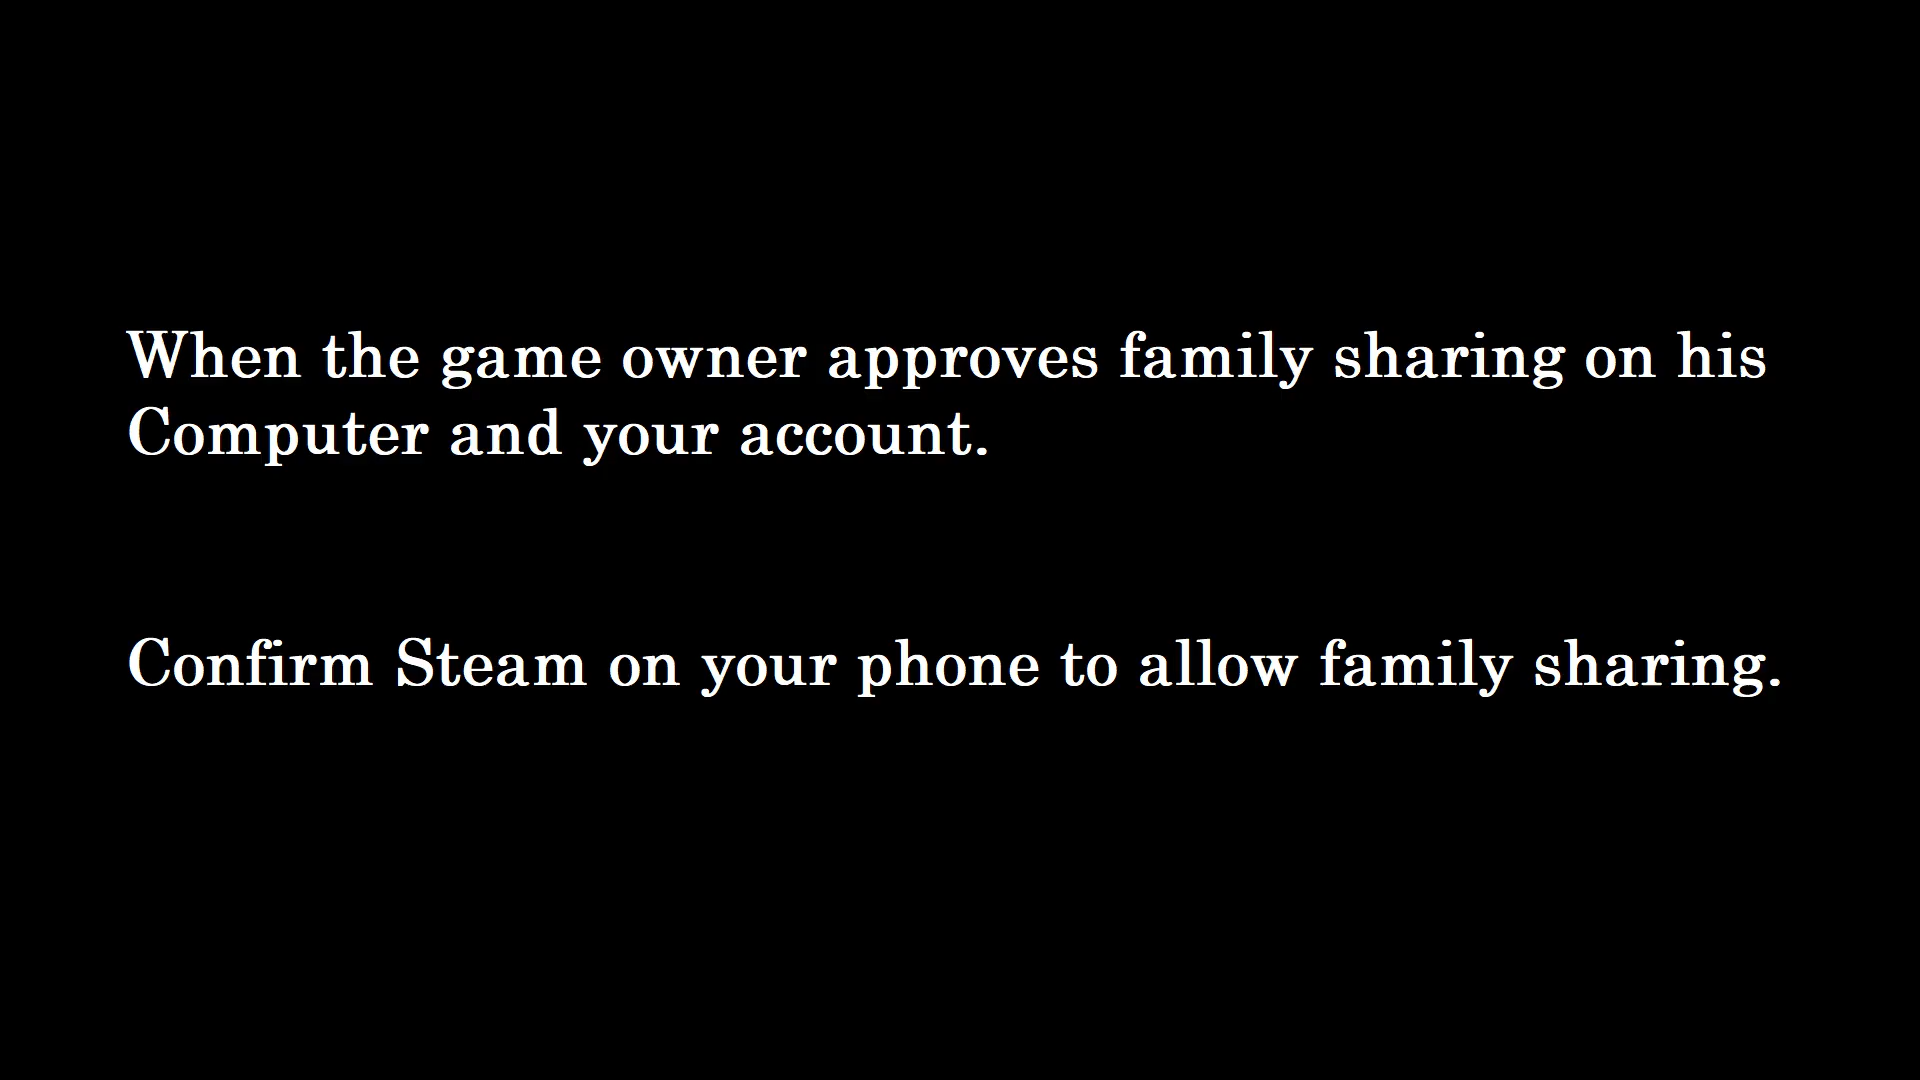 When the game owner approves family sharing on his
Computer and your account.
Confirm Steam on your phone to allow family sharing.